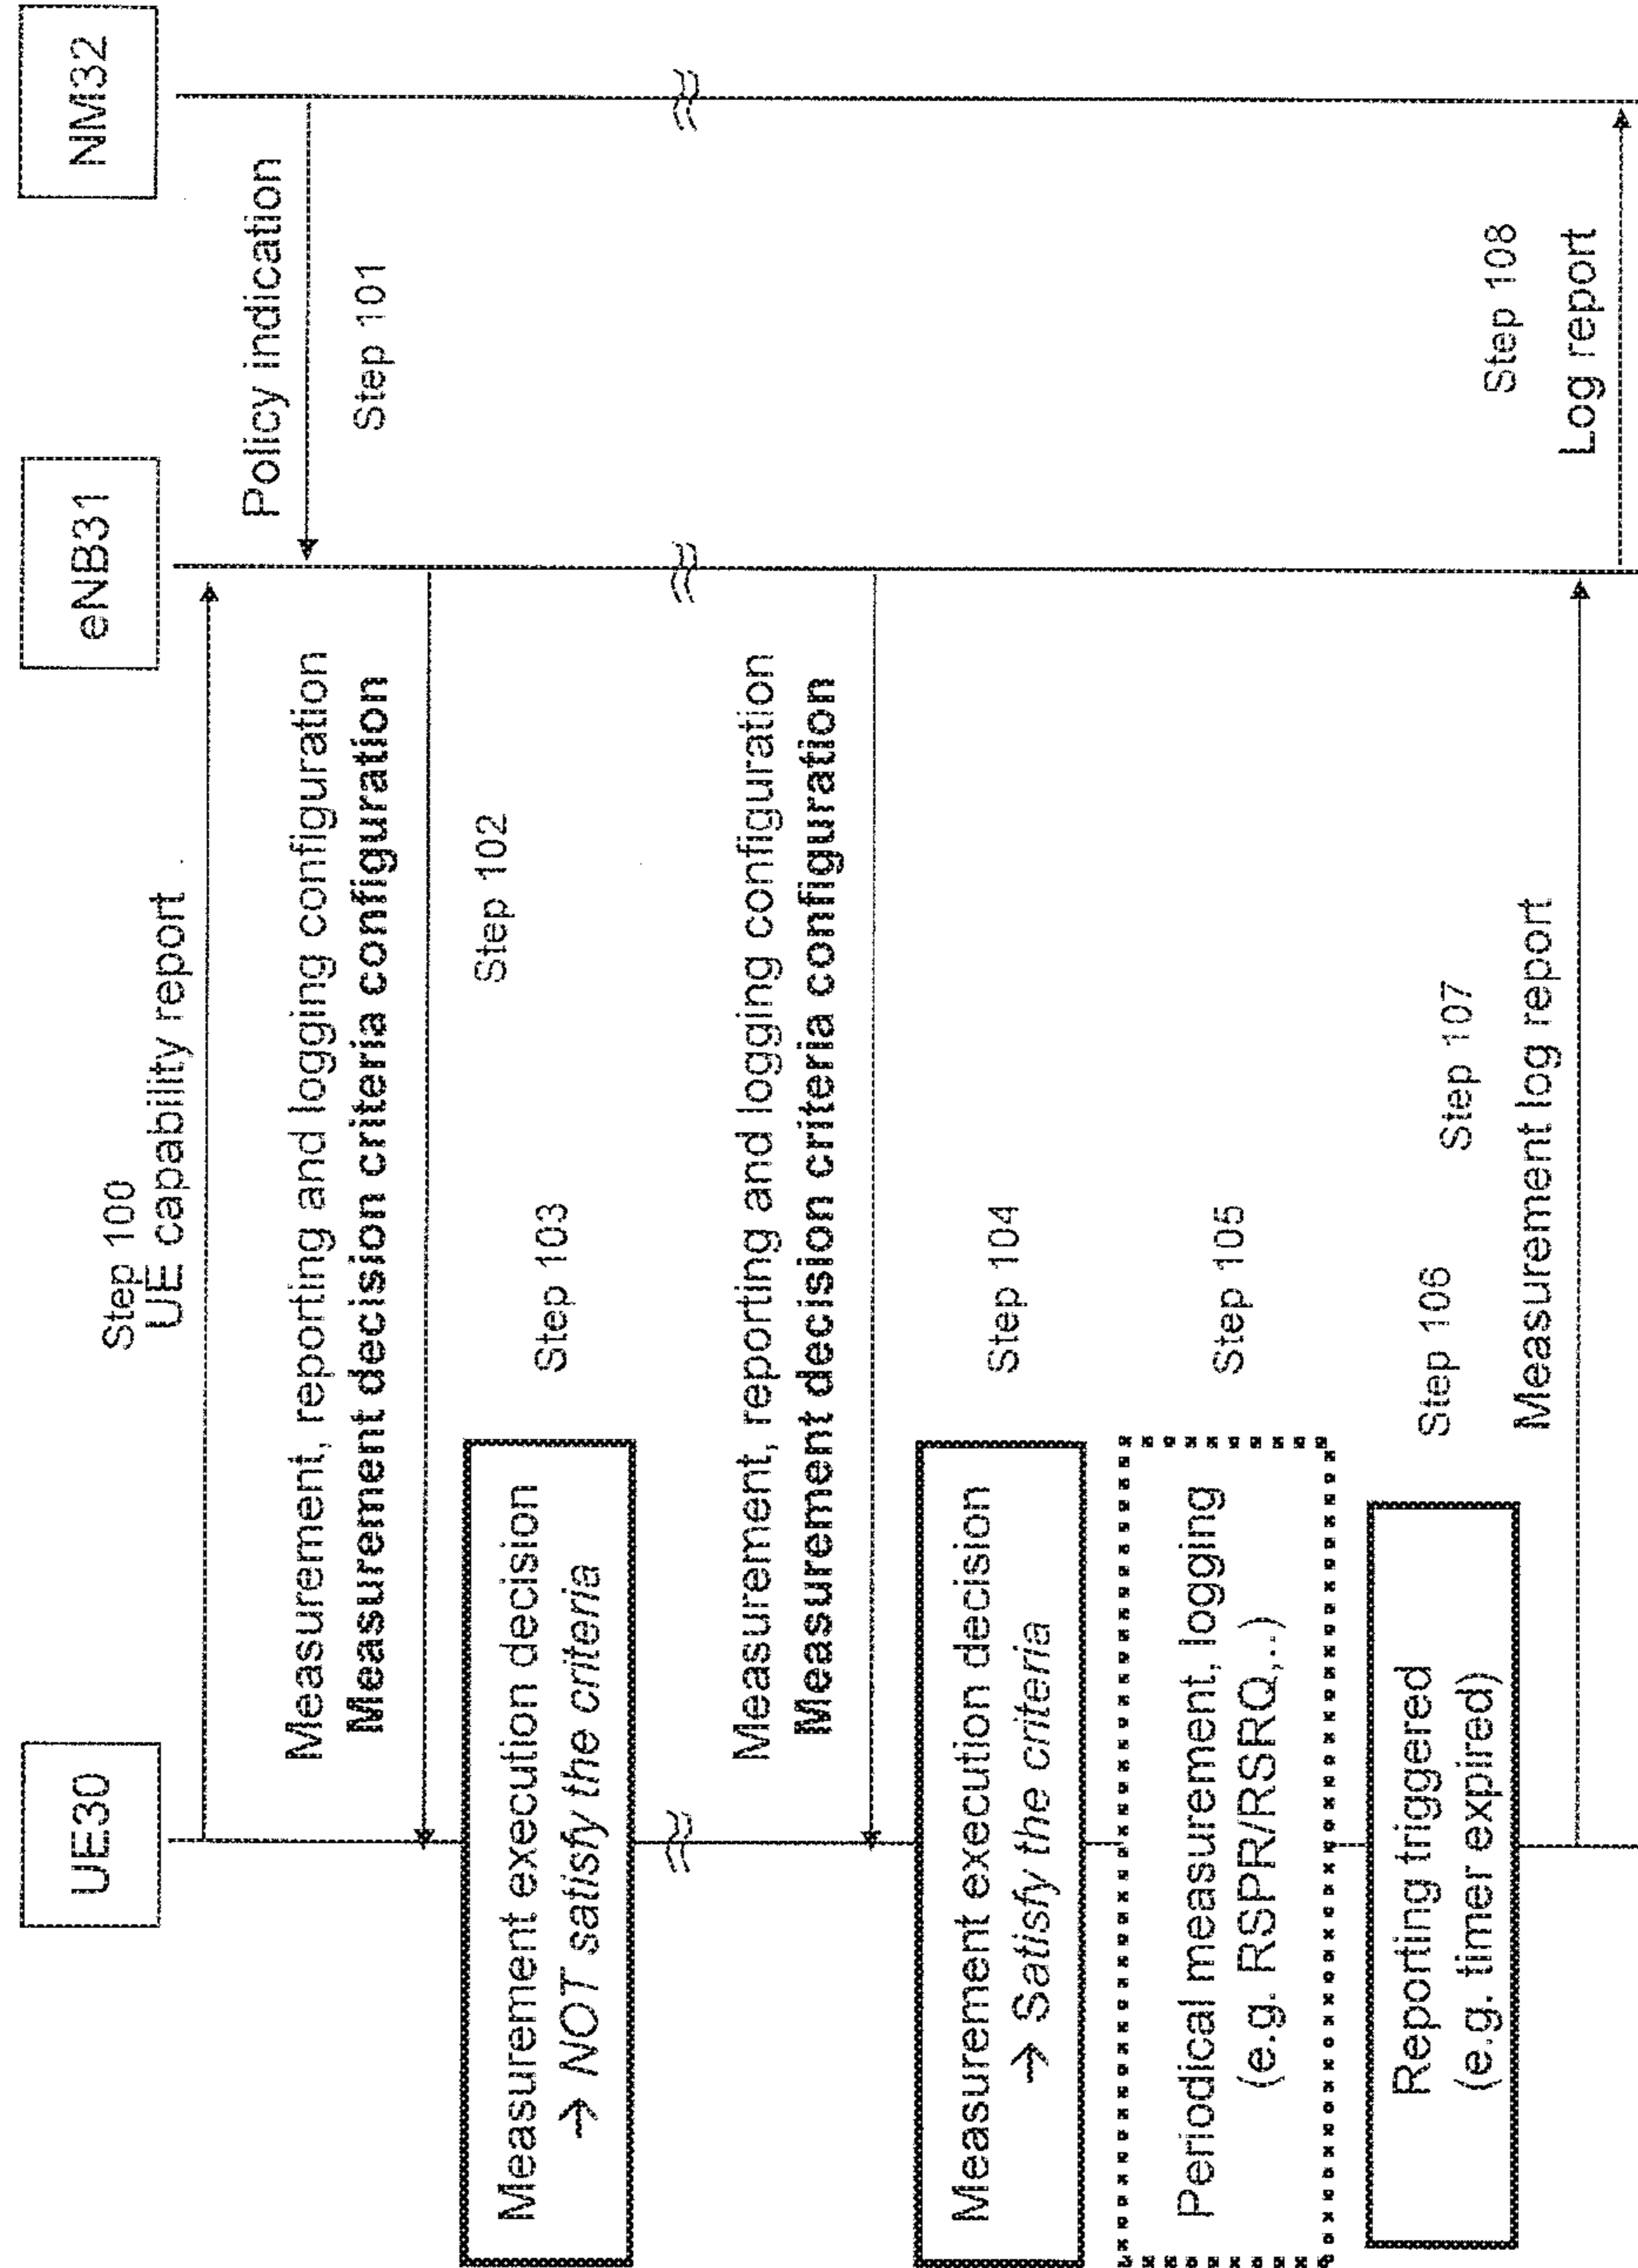 UE30
eNB31
NM32
Step 100
UE capability report
Policy indication
Step 101
Measurement, reporting and logging configuration
Measurement decision criteria configuration
Step 102
Measurement execution decision
→ NOT satisfy the criteria
Step 103
Measurement, reporting and logging configuration
Measurement decision criteria configuration
Measurement execution decision
→ Satisfy the criteria
Step 104
Periodical measurement, logging
(e.g. RSPR/RSRQ,..)
Step 105
Reporting triggered
(e.g. timer expired)
Step 106
Step 107
Measurement log report
Step 108
Log report